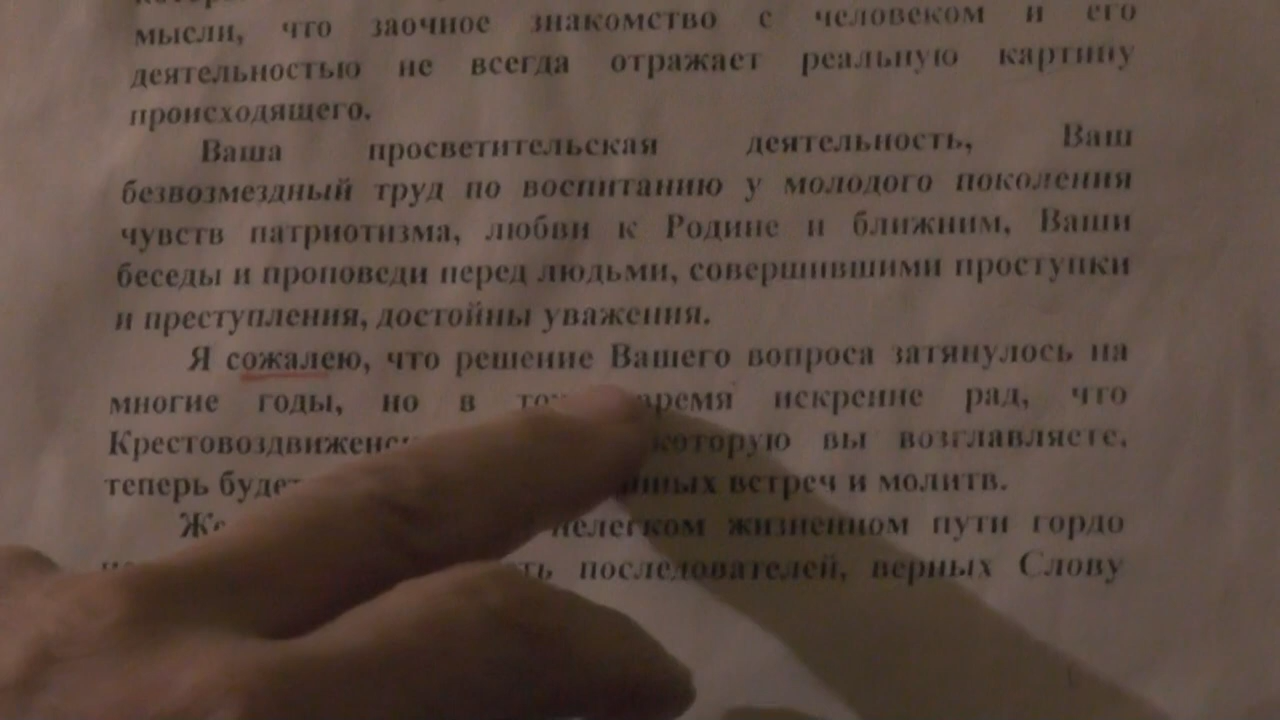 мысли, что заочное знакомство с человеком и его
деятельностью не всегда отражает реальную картину
происходящего.
Ваша просветительская деятельность, Ваш
безвозмездный труд по воспитанию у молодого поколения
чувств патриотизма, любви к Родине и ближним, Ваши
беседы и проповеди перед людьми, совершившими проступки
и преступления, достойны уважения.
Я сожалею, что решение Вашего вопроса затянулось на
многие годы, но в время искренне рад, что
которую вы возглавляете,
теперь встреч и молитв.
нелегком жизненном пути гордо
последователей, верных Слову